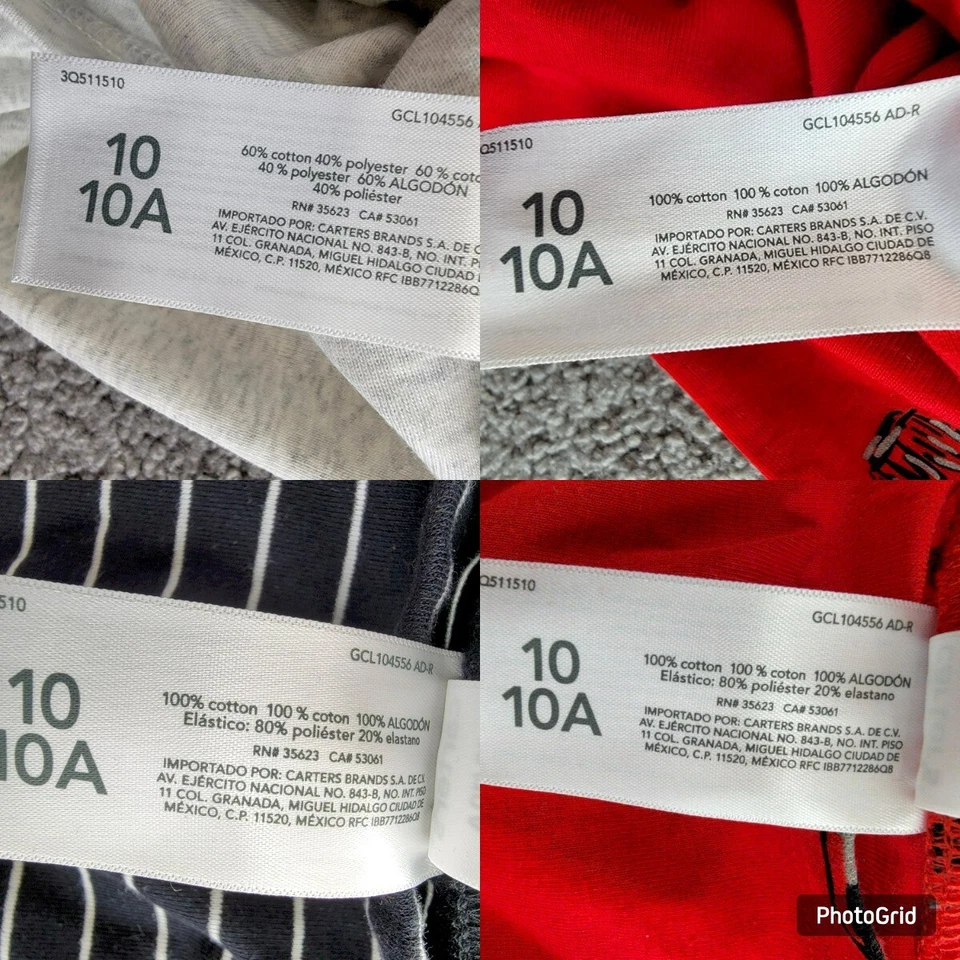 3Q511510
GCL104556
10
10A
60% cotton 40% polyester 60 %
40 % polyester 60% ALGODÓN
40% poliéster
RN# 35623 CA# 53061
IMPORTADO POR: CARTERS BRANDS S.A. DE
AV. EJÉRCITO NACIONAL NO. 843-B, NO. INT.
11 COL. GRANADA, MIGUEL HIDALGO CIUDAD
MÉXICO, C.P. 11520, MÉXICO RFC IBB7712286Q
Q511510
GCL104556 AD-R
10
10A
100% cotton 100 % coton 100% ALGODÓN
RN# 35623 CA# 53061
IMPORTADO POR: CARTERS BRANDS S.A. DE C.V.
AV. EJÉRCITO NACIONAL NO. 843-B, NO. INT. PISO
11 COL. GRANADA, MIGUEL HIDALGO CIUDAD DE
MÉXICO, C.P. 11520, MÉXICO RFC IBB7712286Q8
510
GCL104556 AD-R
10
10A
100% cotton 100 % coton 100% ALGODÓN
Elástico: 80% poliéster 20% elastano
RN# 35623 CA# 53061
IMPORTADO POR: CARTERS BRANDS S.A. DE C.V.
AV. EJÉRCITO NACIONAL NO. 843-B, NO. INT. PISO
11 COL. GRANADA, MIGUEL HIDALGO CIUDAD DE
MÉXICO, C.P. 11520, MÉXICO RFC IBB7712286Q8
Q511510
GCL104556 AD-R
10
10A
100% cotton 100 % coton 100% ALGODÓN
Elástico: 80% poliéster 20% elastano
RN# 35623 CA# 53061
IMPORTADO POR: CARTERS BRANDS S.A. DE C.V.
AV. EJÉRCITO NACIONAL NO. 843-B, NO. INT. PISO
11 COL. GRANADA, MIGUEL HIDALGO CIUDAD DE
MÉXICO, C.P. 11520, MÉXICO RFC IBB7712286Q8
PhotoGrid